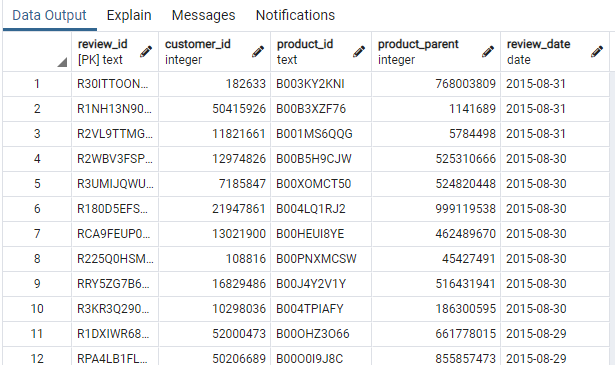 Data Output Explain Messages Notifications
review_id customer_id product_id product_parent review_date
[PK] text integer text integer date
1 R30ITTOON... 182633 B003KY2KNI 768003809 2015-08-31
2 R1NH13N90... 50415926 B00B3XZF76 1141689 2015-08-31
3 R2VL9TTMG... 11821661 B001MS6QQG 5784498 2015-08-31
4 R2WBV3FSP... 12974826 B00B5H9CJW 525310666 2015-08-30
5 R3UMIJQWU... 7185847 B00XOMCT50 524820448 2015-08-30
6 R180D5EFS... 21947861 B004LQ1RJ2 999119538 2015-08-30
7 RCA9FEUP0... 13021900 B00HEUI8YE 462489670 2015-08-30
8 R225Q0HSM... 108816 B00PNXMCSW 45427491 2015-08-30
9 RRY5ZG7B6... 16829486 B00J4Y2V1Y 516431941 2015-08-30
10 R3KR3Q290... 10298036 B004TPIAFY 186300595 2015-08-30
11 R1DXIWR68... 52000473 B00OHZ3O66 661778015 2015-08-29
12 RPA4LB1FL... 50206689 B00O0I9J8C 855857473 2015-08-29